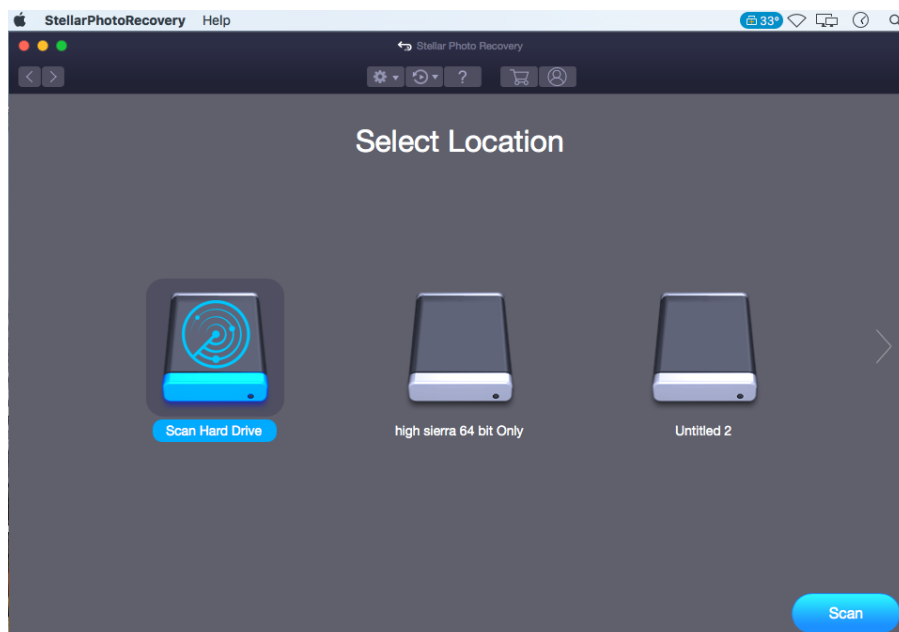 StellarPhotoRecovery Help 33°
Stellar Photo Recovery
?
Select Location
Scan Hard Drive
high sierra 64 bit Only
Untitled 2
Scan